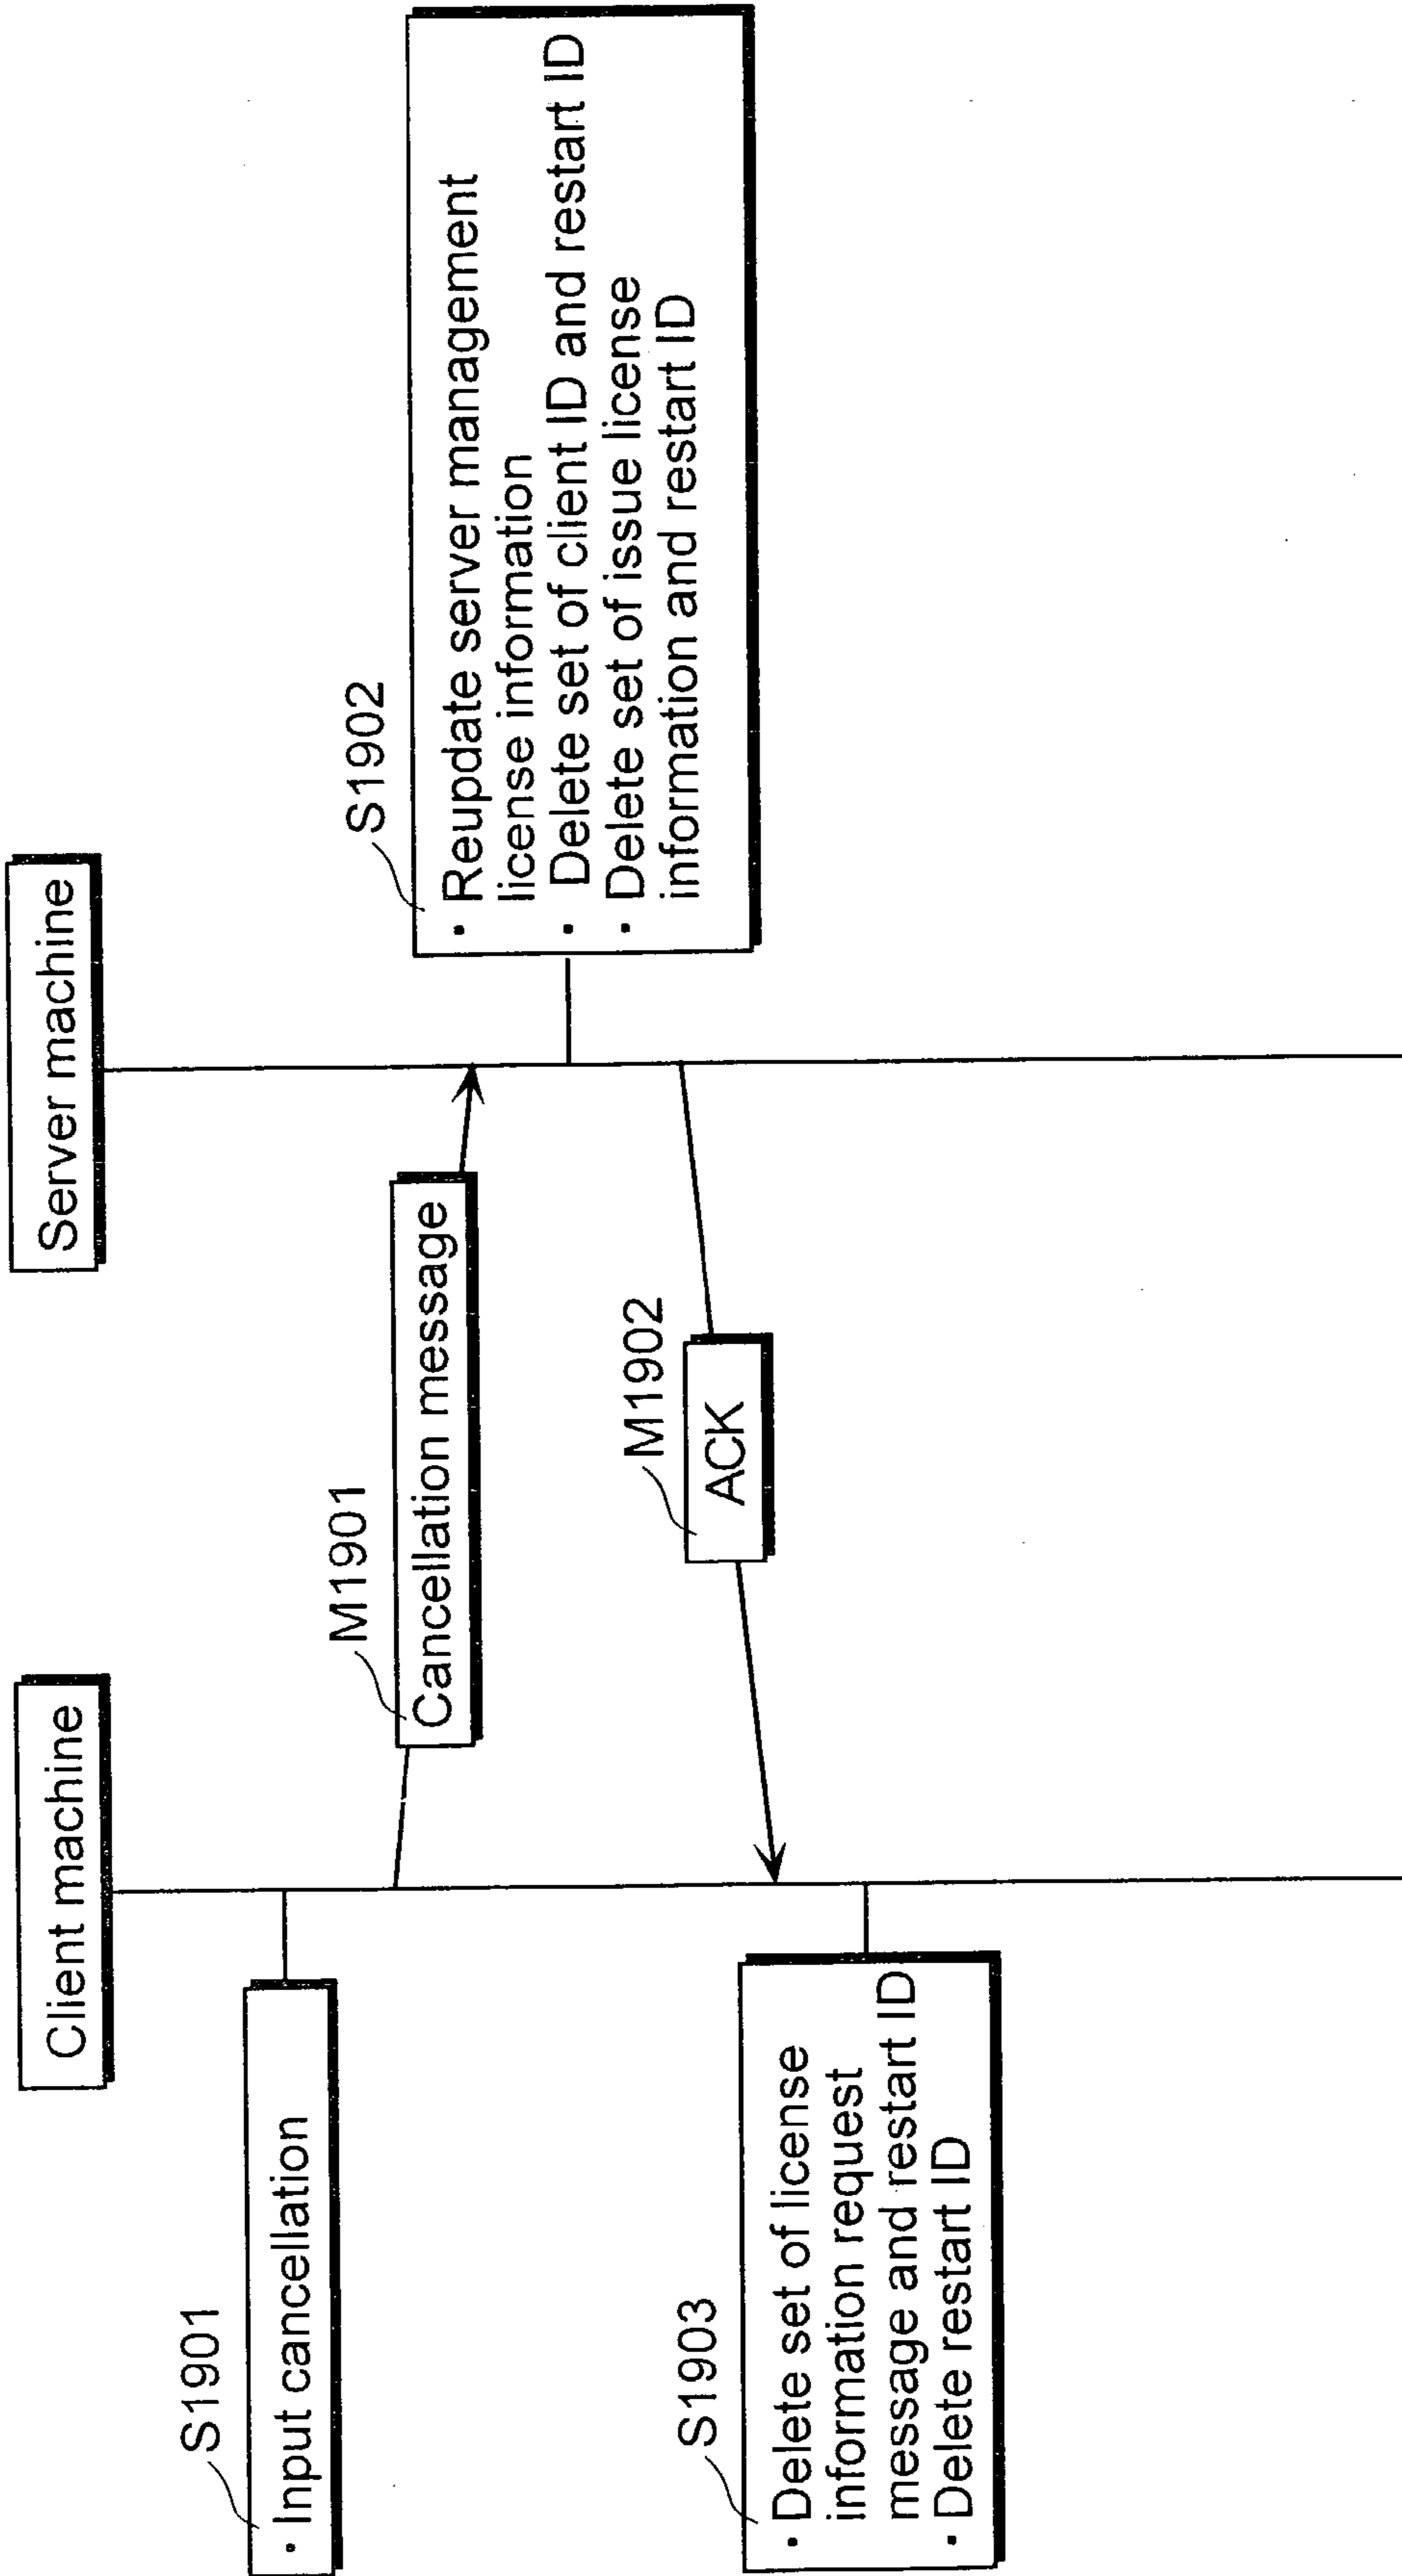 Client machine
Server machine
S1901
· Input cancellation
M1901
Cancellation message
S1902
· Reupdate server management
license information
· Delete set of client ID and restart ID
· Delete set of issue license
information and restart ID
M1902
ACK
S1903
· Delete set of license
information request
message and restart ID
· Delete restart ID